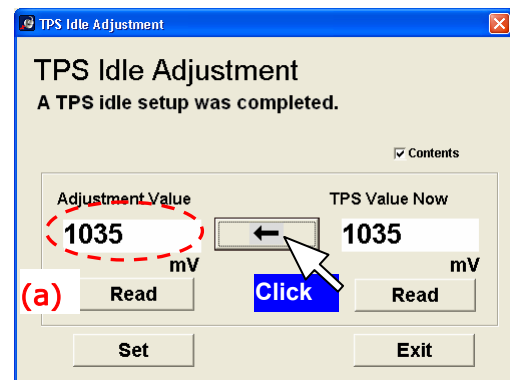 TPS Idle Adjustment
TPS Idle Adjustment
A TPS idle setup was completed.
Contents
Adjustment Value
TPS Value Now
1035
←
1035
mV
mV
(a)
Read
Click
Read
Set
Exit